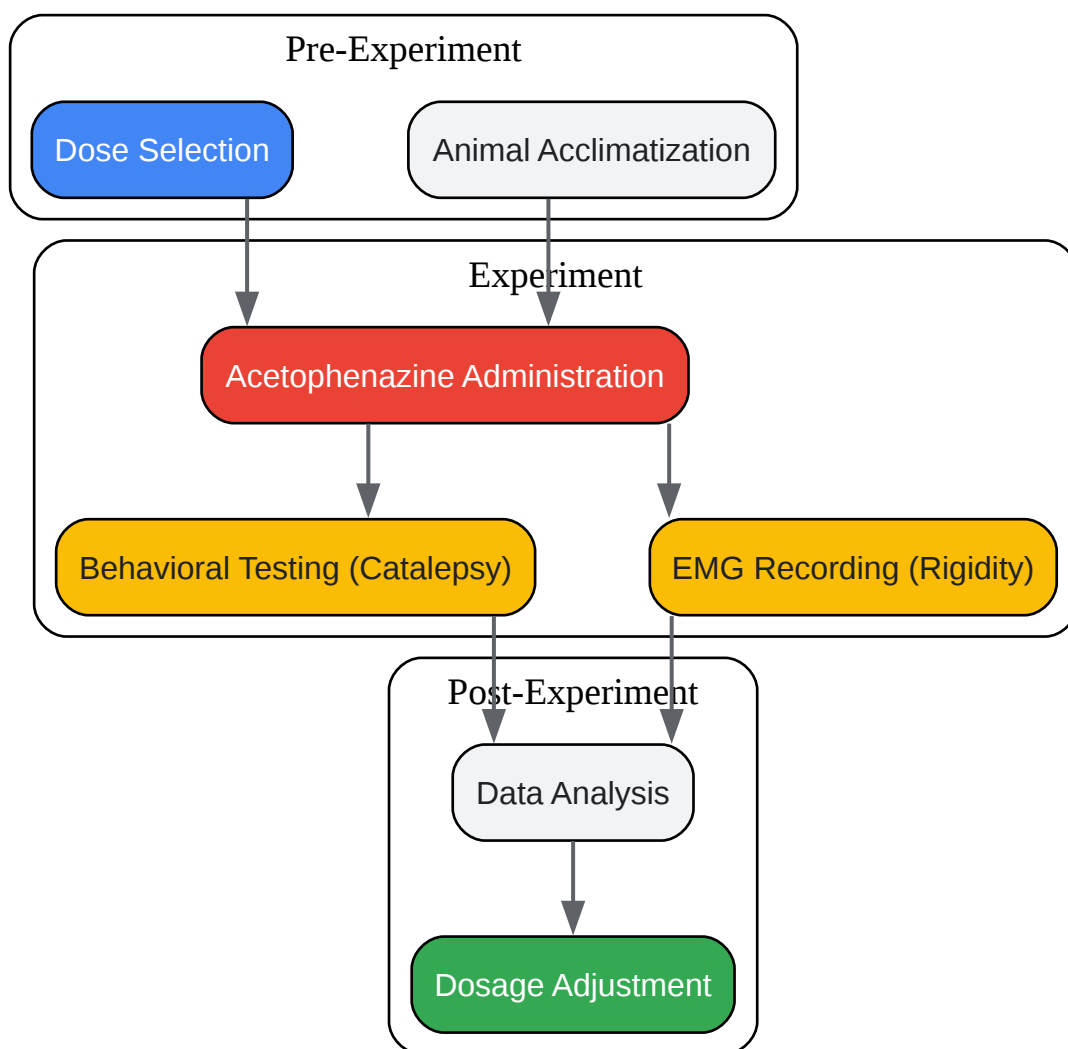 Pre-Experiment
Dose Selection
Animal Acclimatization
Experiment
Acetophenazine Administration
Behavioral Testing (Catalepsy)
EMG Recording (Rigidity)
Post-Experiment
Data Analysis
Dosage Adjustment